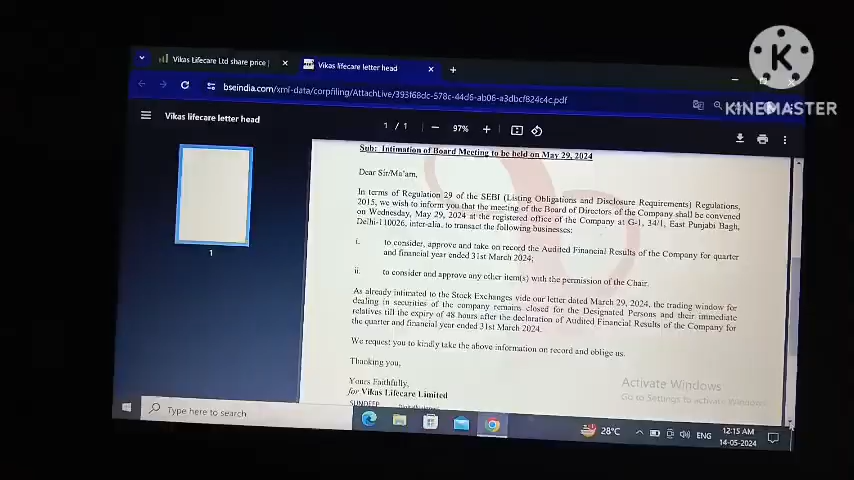 Vikas Lifecare Ltd share price |
Vikas lifecare letter head
bseindia.com/xml-data/corpfiling/AttachLive/393f68dc-578c-44d6-ab06-a3dbcf824c4c.pdf
K
KINEMASTER
Vikas lifecare letter head
1 / 1
97%
Sub: Intimation of Board Meeting to be held on May 29, 2024
Dear Sir/Ma'am,
In terms of Regulation 29 of the SEBI (Listing Obligations and Disclosure Requirements) Regulations,
2015, we wish to inform you that the meeting of the Board of Directors of the Company shall be convened
on Wednesday, May 29, 2024 at the registered office of the Company at G-1, 34/1, East Punjabi Bagh,
Delhi-110026, inter-alia, to transact the following businesses:
i. to consider, approve and take on record the Audited Financial Results of the Company for quarter
and financial year ended 31st March 2024;
ii. to consider and approve any other item(s) with the permission of the Chair.
As already intimated to the Stock Exchanges vide our letter dated March 29, 2024, the trading window for
dealing in securities of the company remains closed for the Designated Persons and their immediate
relatives till the expiry of 48 hours after the declaration of Audited Financial Results of the Company for
the quarter and financial year ended 31st March 2024.
We request you to kindly take the above information on record and oblige us.
Thanking you,
Yours Faithfully,
for Vikas Lifecare Limited
SUNDEEP
1
Activate Windows
Go to Settings to activate Windows.
Type here to search
28°C
ENG
12:15 AM
14-05-2024